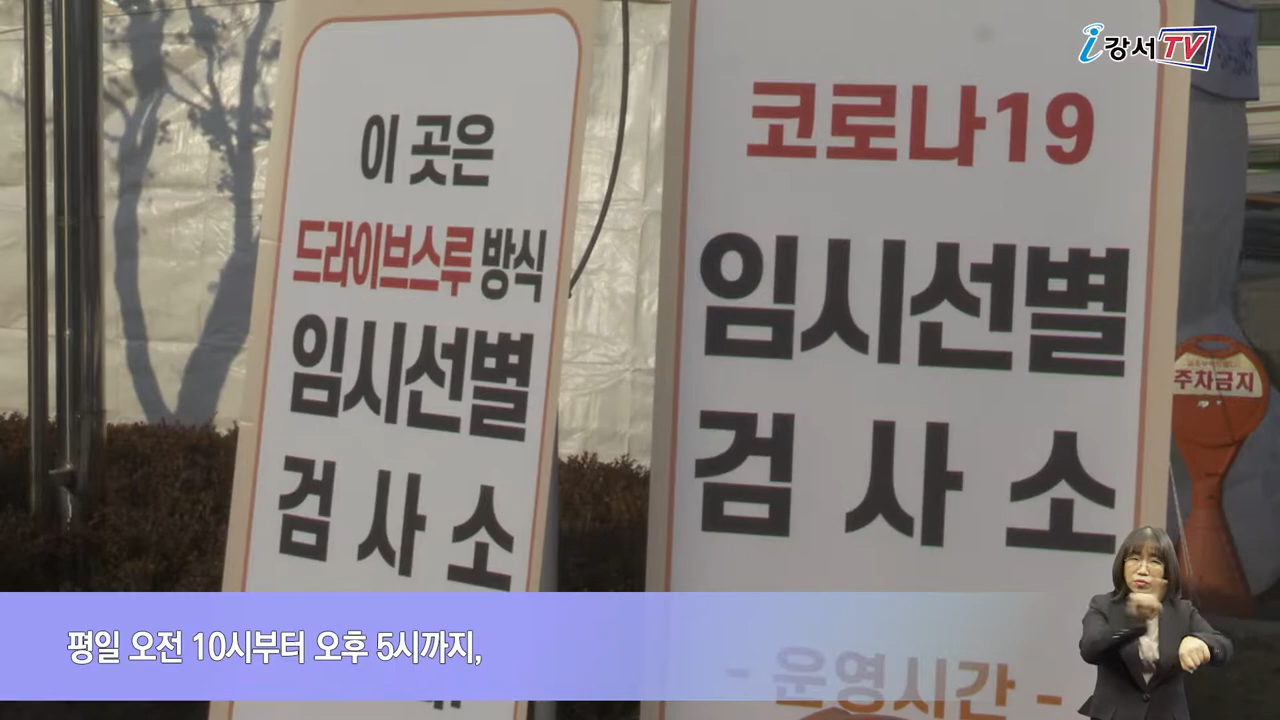 i강서TV
이 곳은
드라이브스루 방식
임시선별
검 사 소
코로나19
임시선별
검 사 소
- 운영시간 -
주차금지
평일 오전 10시부터 오후 5시까지,